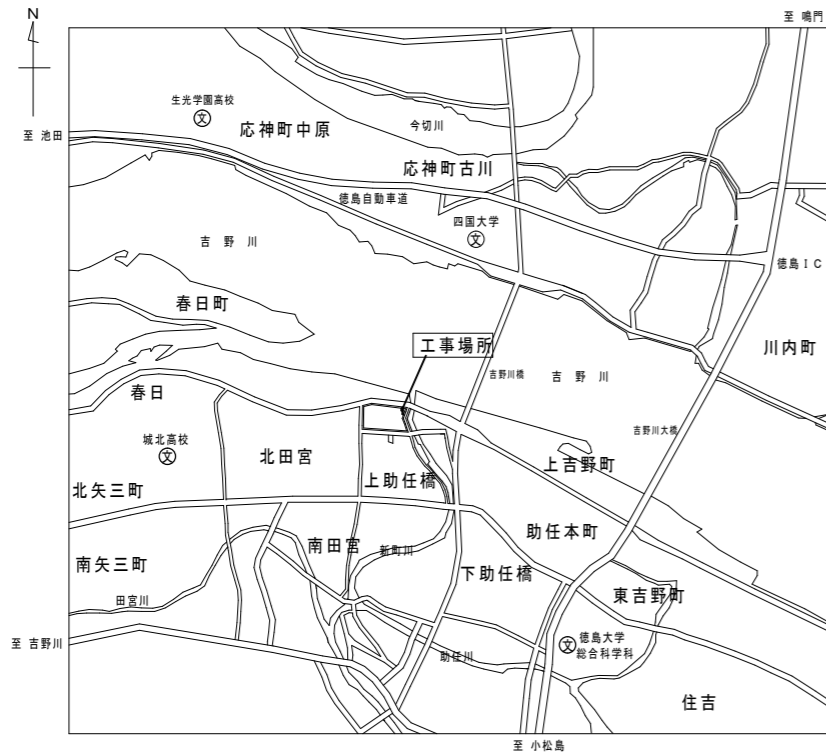 N
至 鳴門
生光学園高校
文
応神町中原
今切川
至 池田
応神町古川
徳島自動車道
四国大学
文
吉野川
徳島IC
春日町
工事場所
川内町
吉野川橋
吉野川
春日
吉野川大橋
城北高校
文
北田宮
上吉野町
上助任橋
北矢三町
助任本町
南田宮
新町川
南矢三町
下助任橋
東吉野町
田宮川
至 吉野川
文
徳島大学
総合科学科
助任川
住吉
至 小松島